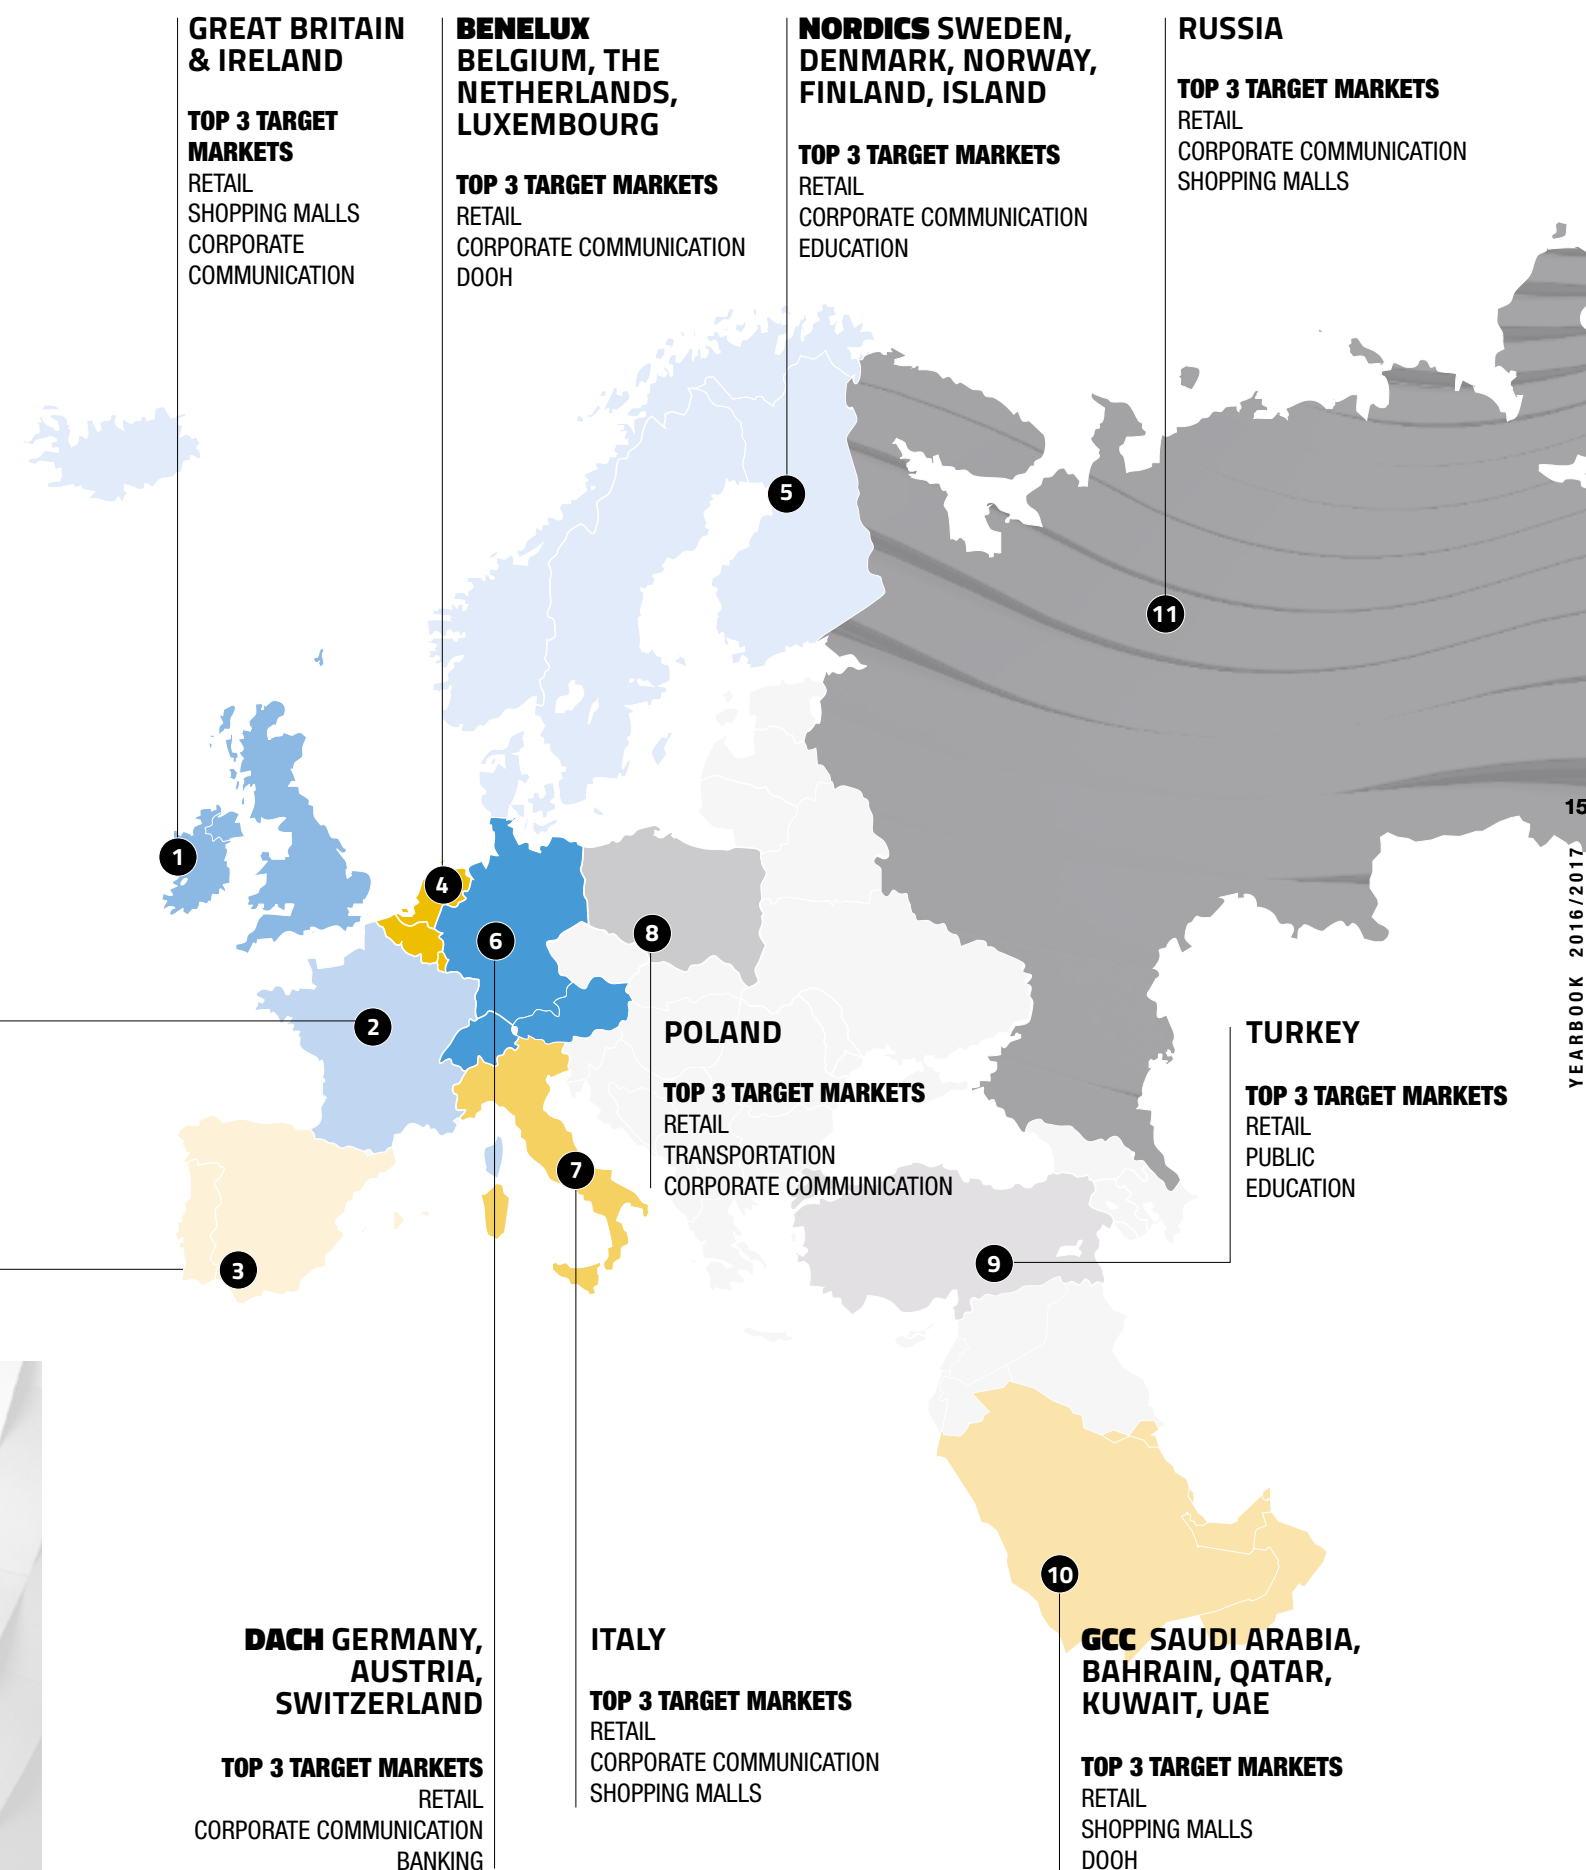 GREAT BRITAIN
& IRELAND
TOP 3 TARGET
MARKETS
RETAIL
SHOPPING MALLS
CORPORATE
COMMUNICATION
BENELUX
BELGIUM, THE
NETHERLANDS,
LUXEMBOURG
TOP 3 TARGET MARKETS
RETAIL
CORPORATE COMMUNICATION
DOOH
NORDICS SWEDEN,
DENMARK, NORWAY,
FINLAND, ISLAND
TOP 3 TARGET MARKETS
RETAIL
CORPORATE COMMUNICATION
EDUCATION
RUSSIA
TOP 3 TARGET MARKETS
RETAIL
CORPORATE COMMUNICATION
SHOPPING MALLS
5
11
15
YEARBOOK 2016/2017
1
4
6
8
2
POLAND
TOP 3 TARGET MARKETS
RETAIL
TRANSPORTATION
CORPORATE COMMUNICATION
TURKEY
TOP 3 TARGET MARKETS
RETAIL
PUBLIC
EDUCATION
7
3
9
10
DACH GERMANY,
AUSTRIA,
SWITZERLAND
TOP 3 TARGET MARKETS
RETAIL
CORPORATE COMMUNICATION
BANKING
ITALY
TOP 3 TARGET MARKETS
RETAIL
CORPORATE COMMUNICATION
SHOPPING MALLS
GCC SAUDI ARABIA,
BAHRAIN, QATAR,
KUWAIT, UAE
TOP 3 TARGET MARKETS
RETAIL
SHOPPING MALLS
DOOH